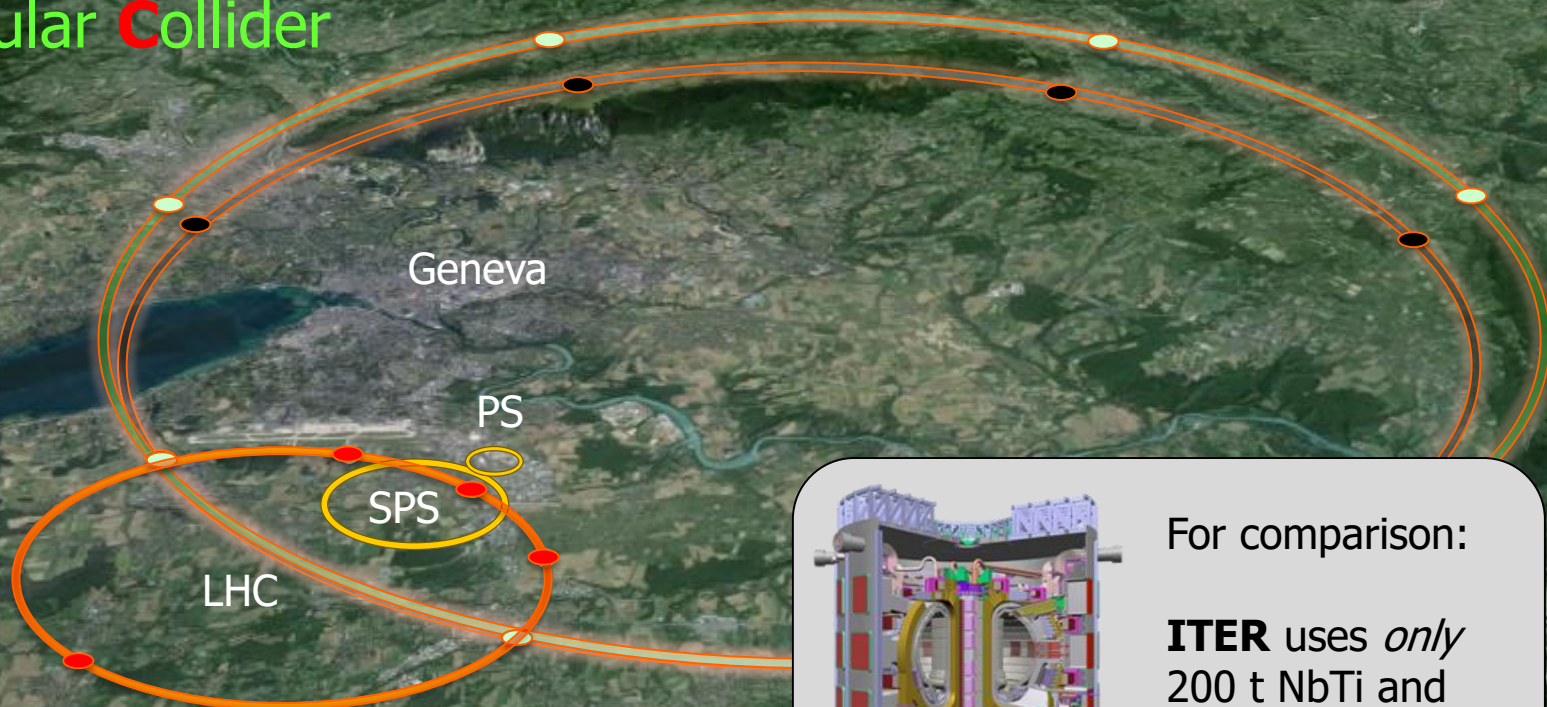 ular Collider
Geneva
PS
SPS
LHC
For comparison:
ITER uses only
200 t NbTi and